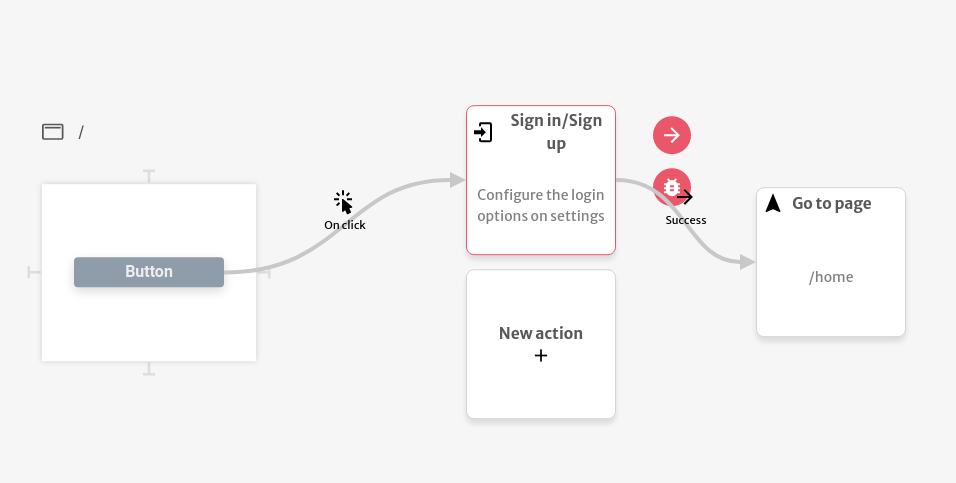 /
Button
On click
Sign in/Sign
up
Configure the login
options on settings
New action
+
Success
Go to page
/home